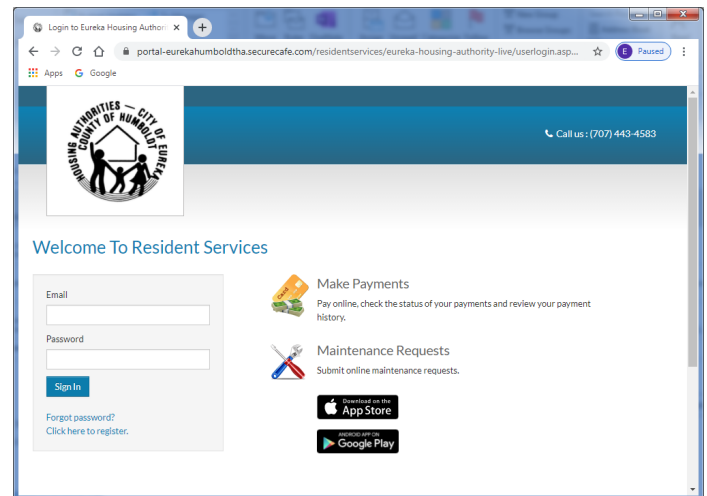 Login to Eureka Housing Authori
portal-eurekahumboldtha.securecafe.com/residentservices/eureka-housing-authority-live/userlogin.asp...
E Paused
Apps
G Google
HOUSING AUTHORITIES — CITY OF EUREKA
COUNTY OF HUMBOLDT
Call us : (707) 443-4583
Welcome To Resident Services
Email
Password
Sign In
Forgot password?
Click here to register.
Card
Make Payments
Pay online, check the status of your payments and review your payment
history.
Maintenance Requests
Submit online maintenance requests.
Download on the
App Store
ANDROID APP ON
Google Play